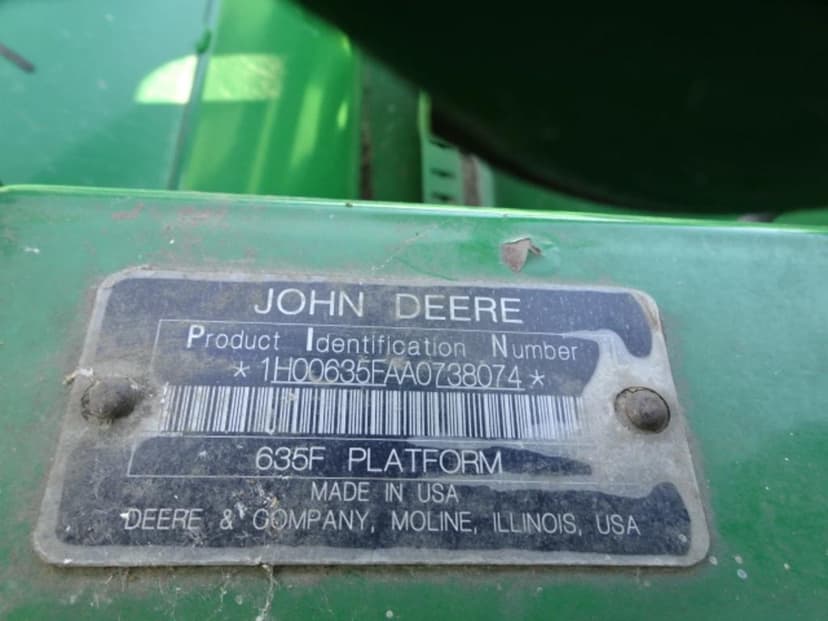 JOHN DEERE
Product Identification Number
*1H00635FAA0738074*
635F PLATFORM
MADE IN USA
DEERE & COMPANY, MOLINE, ILLINOIS, USA